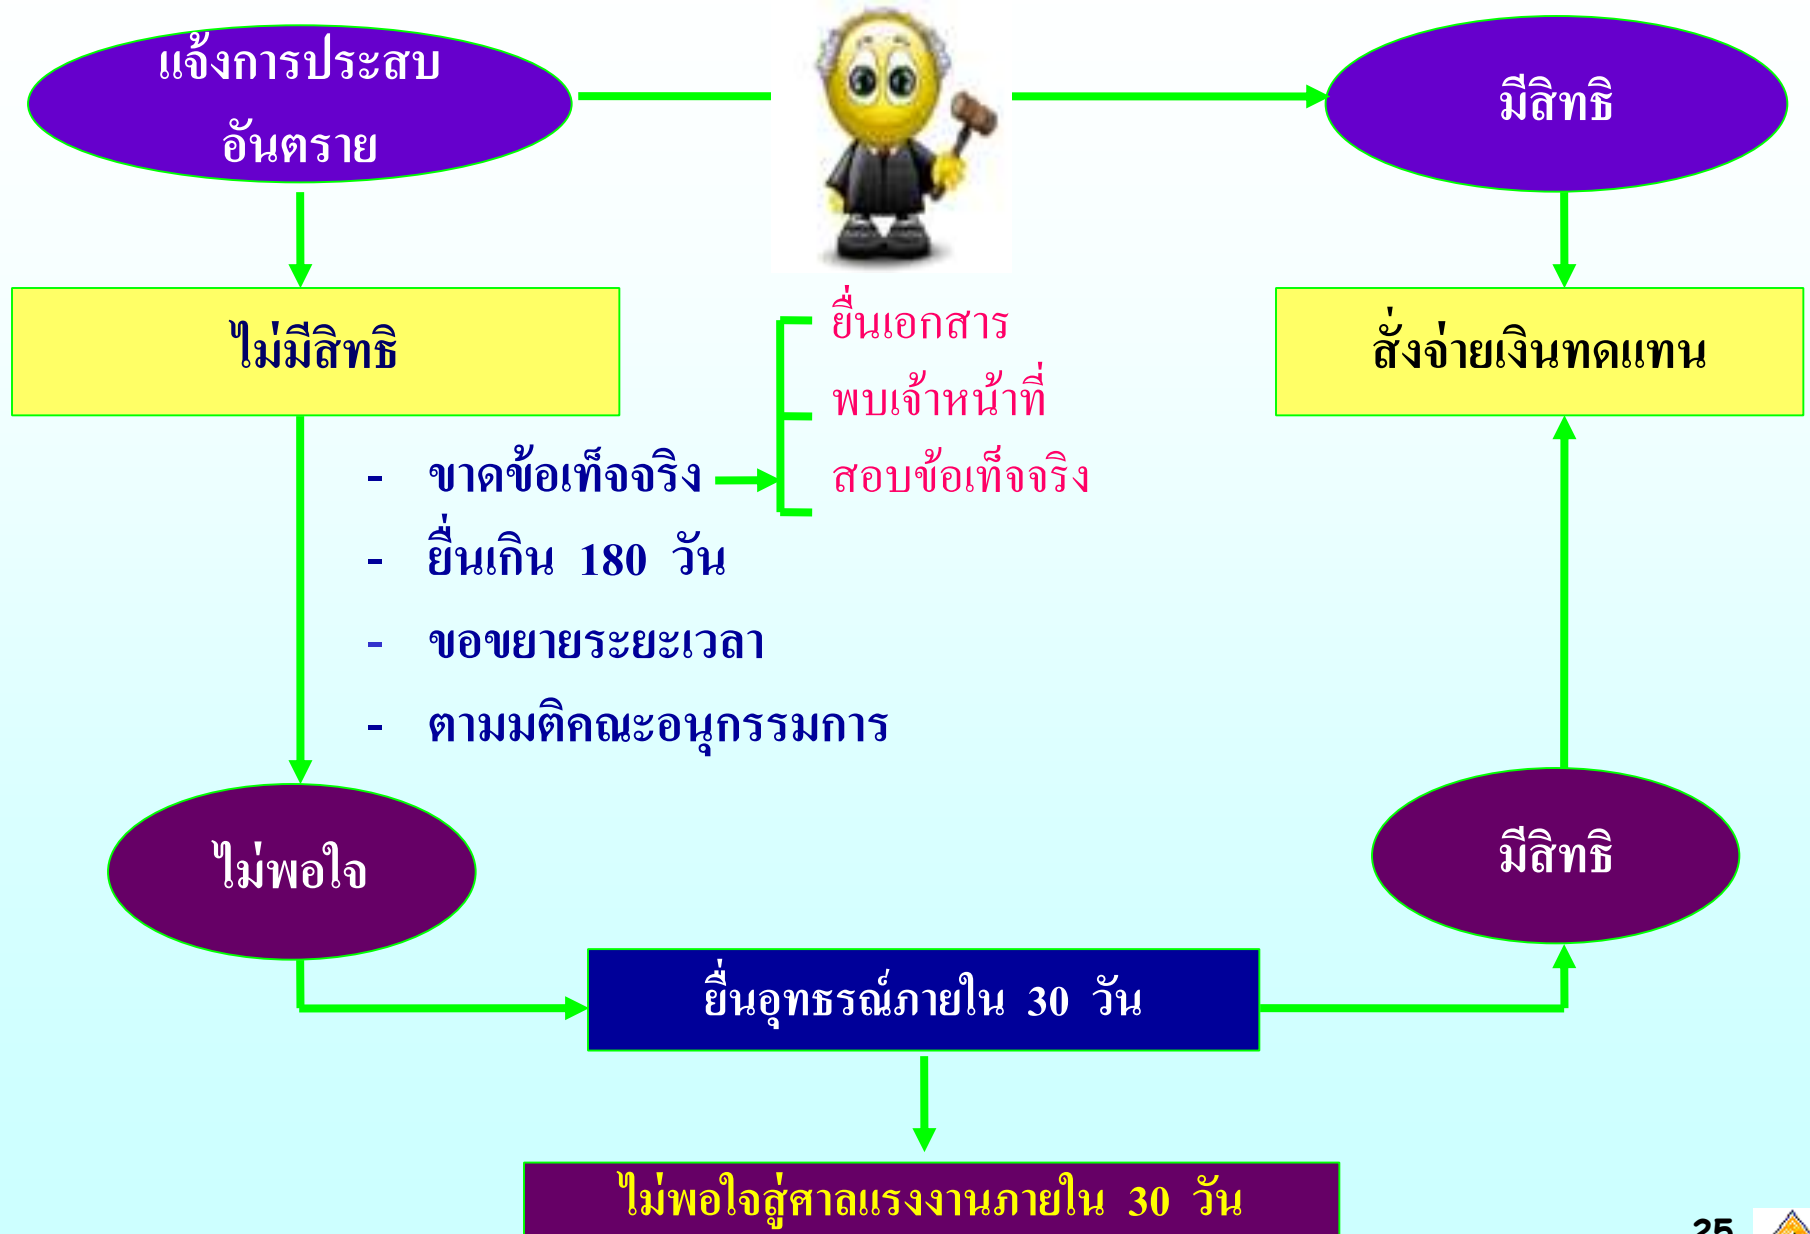 แจ้งการประสบ
อันตราย
มีสิทธิ
ไม่มีสิทธิ
สั่งจ่ายเงินทดแทน
ยื่นเอกสาร
พบเจ้าหน้าที่
สอบข้อเท็จจริง
- ขาดข้อเท็จจริง
- ยื่นเกิน 180 วัน
- ขอขยายระยะเวลา
- ตามมติคณะอนุกรรมการ
ไม่พอใจ
มีสิทธิ
ยื่นอุทธรณ์ภายใน 30 วัน
ไม่พอใจสู่ศาลแรงงานภายใน 30 วัน
25